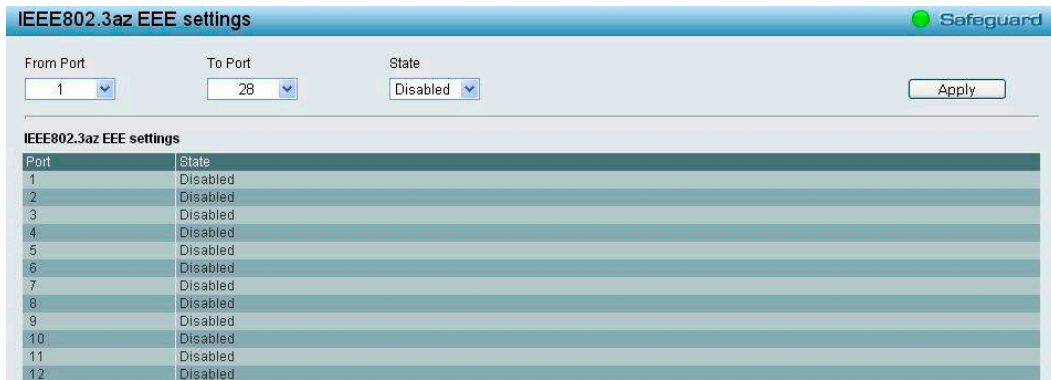 IEEE802.3az EEE settings
Safeguard
From Port To Port State
1 28 Disabled
Apply
IEEE802.3az EEE settings
Port State
1 Disabled
2 Disabled
3 Disabled
4 Disabled
5 Disabled
6 Disabled
7 Disabled
8 Disabled
9 Disabled
10 Disabled
11 Disabled
12 Disabled